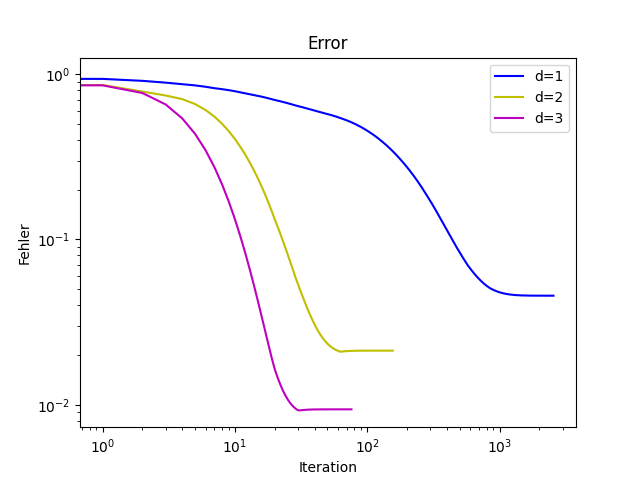 Error
d=1
d=2
d=3
10⁰
10⁻¹
10⁻²
Fehler
10⁰ 10¹ 10² 10³
Iteration